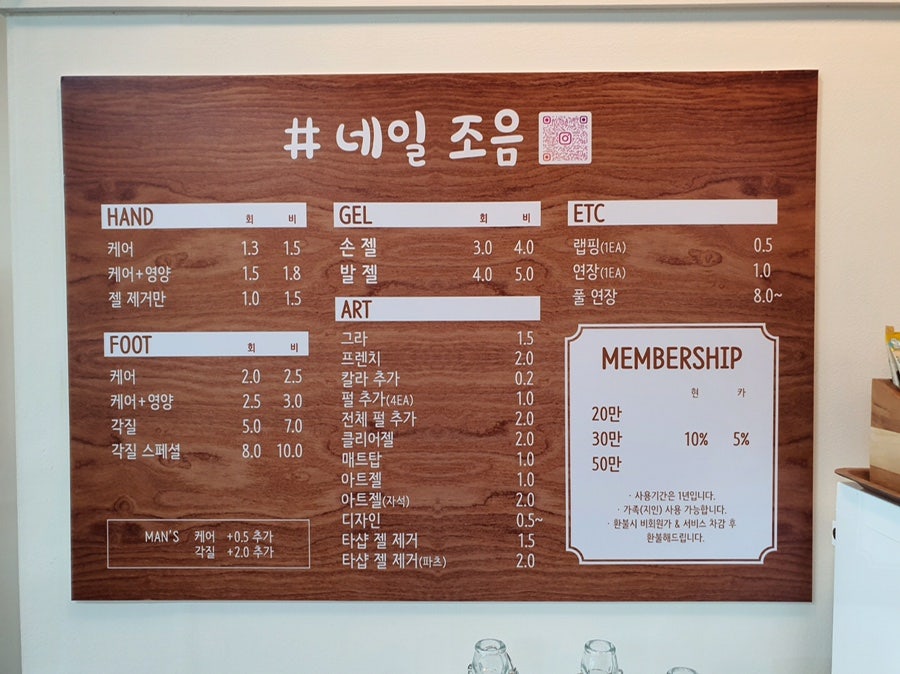 # 네일 조음
HAND 회 비
케어 1.3 1.5
케어+영양 1.5 1.8
젤 제거만 1.0 1.5
FOOT 회 비
케어 2.0 2.5
케어+영양 2.5 3.0
각질 5.0 7.0
각질 스페셜 8.0 10.0
MAN'S 케어 +0.5 추가
각질 +2.0 추가
GEL 회 비
손 젤 3.0 4.0
발 젤 4.0 5.0
ART
그라 1.5
프렌치 2.0
칼라 추가 0.2
펄 추가(4EA) 1.0
전체 펄 추가 2.0
클리어젤 2.0
매트탑 1.0
아트젤 1.0
아트젤(자석) 2.0
디자인 0.5~
타샵 젤 제거 1.5
타샵 젤 제거(파츠) 2.0
ETC
랩핑(1EA) 0.5
연장(1EA) 1.0
풀 연장 8.0~
MEMBERSHIP
현 카
20만
30만 10% 5%
50만
· 사용기간은 1년입니다.
· 가족(지인) 사용 가능합니다.
· 환불시 비회원가 & 서비스 차감 후
환불해드립니다.